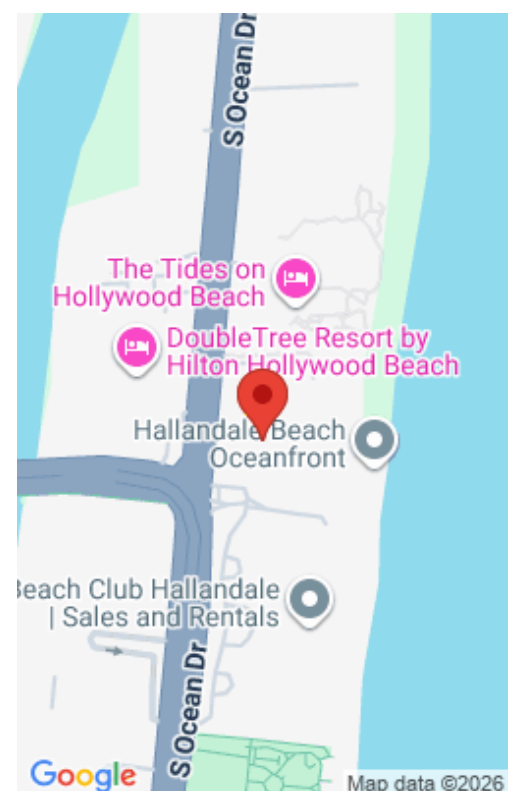 S Ocean Dr
The Tides on
Hollywood Beach
DoubleTree Resort by
Hilton Hollywood Beach
Hallandale Beach
Oceanfront
Beach Club Hallandale
| Sales and Rentals
S Ocean Dr
Google
Map data ©2026